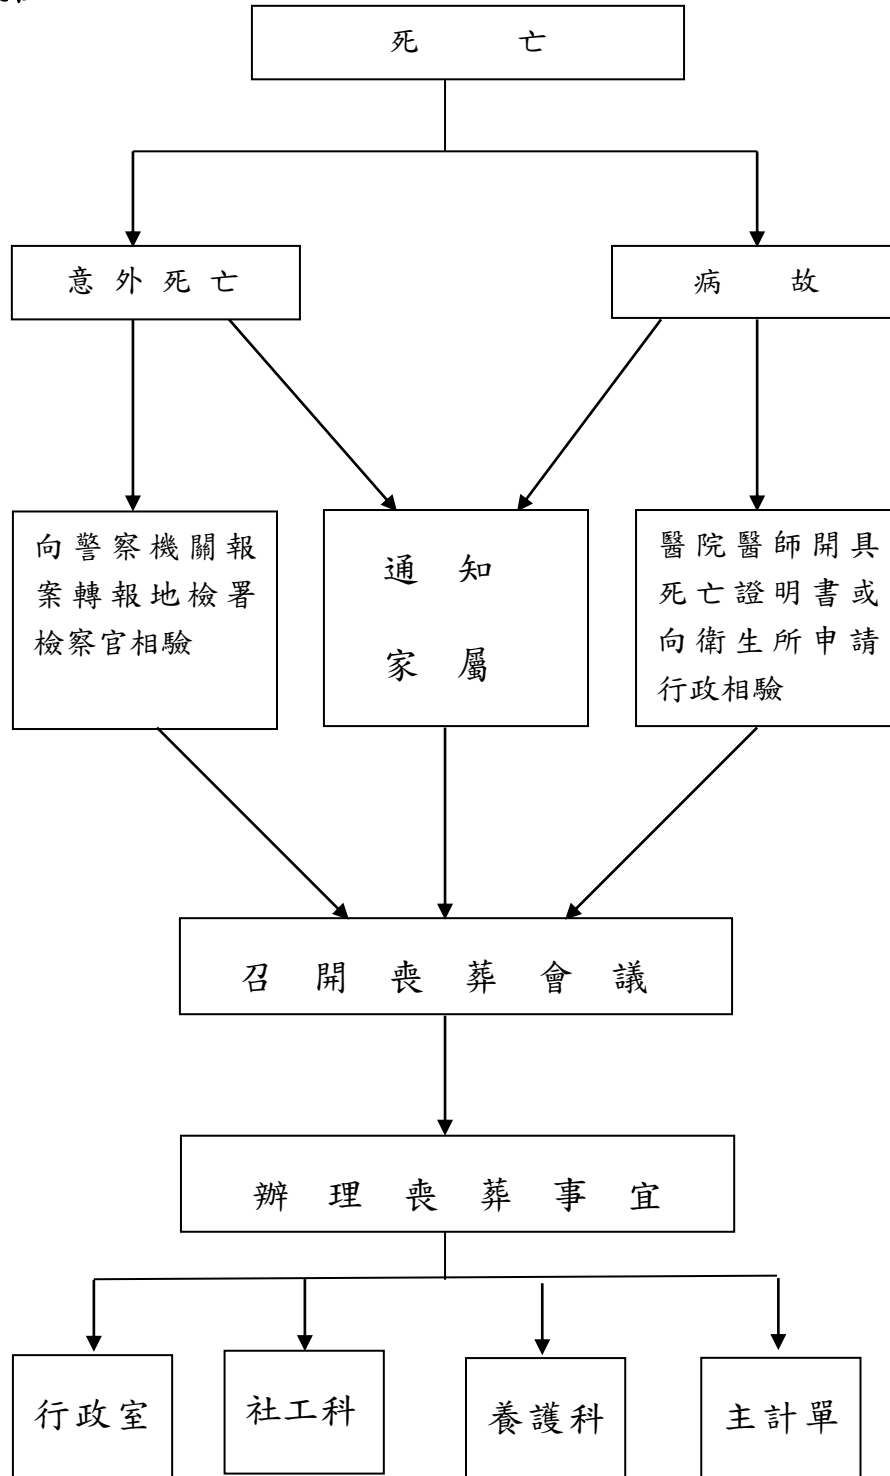 死亡
意外死亡
病故
向警察機關報
案轉報地檢署
檢察官相驗
通知
家屬
醫院醫師開具
死亡證明書或
向衛生所申請
行政相驗
召開喪葬會議
辦理喪葬事宜
行政室
社工科
養護科
主計單